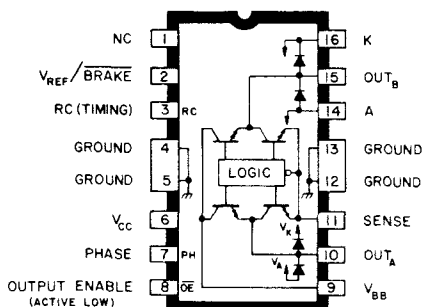 NC 1
V_REF/BRAKE 2
RC (TIMING) 3 RC
GROUND 4
GROUND 5
V_CC 6
PHASE 7 PH
OUTPUT ENABLE 8 OE
(ACTIVE LOW)
LOGIC
V_K
V_A
16 K
15 OUT_B
14 A
13 GROUND
12 GROUND
11 SENSE
10 OUT_A
9 V_BB